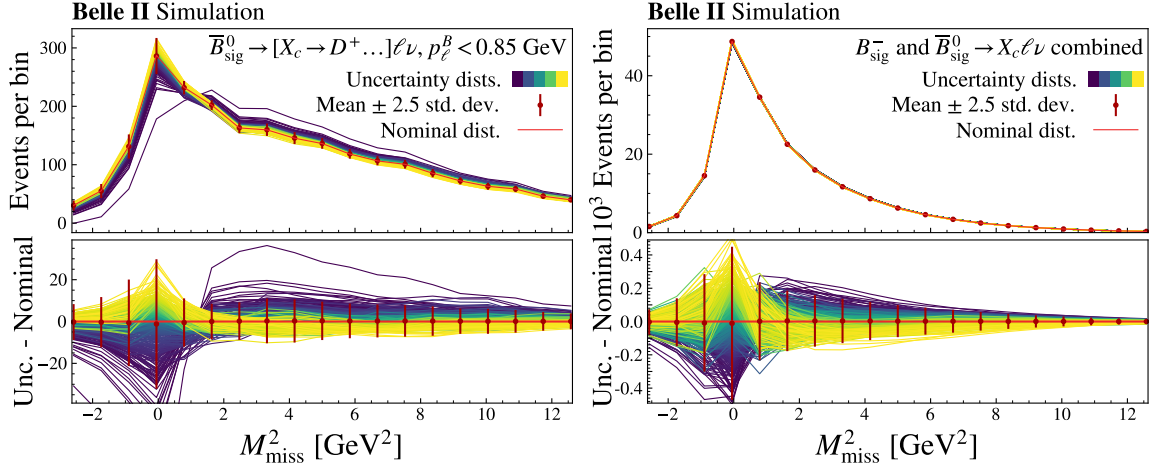 Belle II Simulation
B̅⁰sig → [Xc → D⁺…]ℓν, pℓᴮ < 0.85 GeV
Uncertainty dists.
Mean ± 2.5 std. dev.
Nominal dist.
Events per bin
300
200
100
0
Unc. - Nominal
20
0
−20
−2 0 2 4 6 8 10 12
M²miss [GeV²]
Belle II Simulation
B⁻sig and B̅⁰sig → Xcℓν combined
Uncertainty dists.
Mean ± 2.5 std. dev.
Nominal dist.
10³ Events per bin
40
20
0
Unc. - Nominal
0.4
0.2
0.0
-0.2
-0.4
−2 0 2 4 6 8 10 12
M²miss [GeV²]